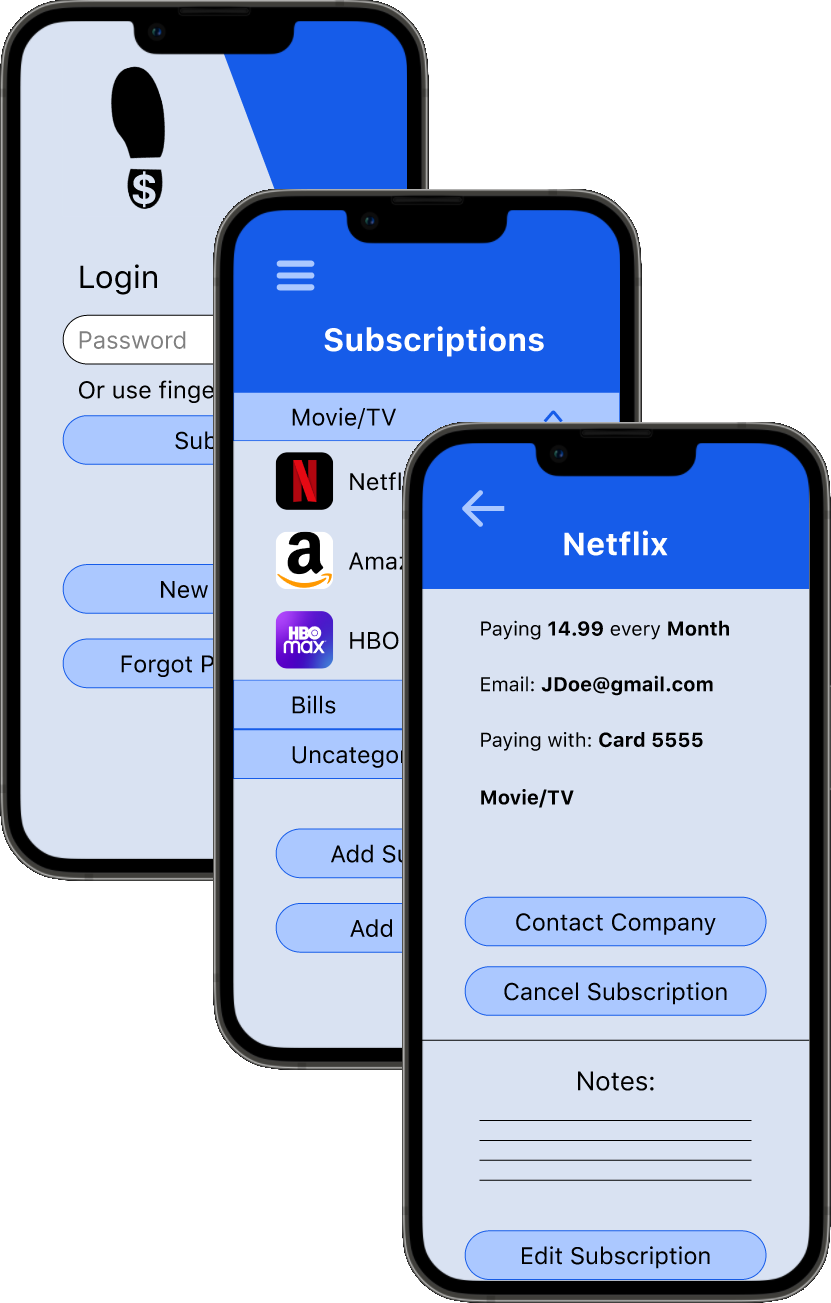 $
Login
Password
Or use finge
Sub
New
Forgot P
Subscriptions
Movie/TV
Netfl
a
Amaz
HBO
max
HBO
Bills
Uncategor
Add Su
Add
Netflix
Paying 14.99 every Month
Email: JDoe@gmail.com
Paying with: Card 5555
Movie/TV
Contact Company
Cancel Subscription
Notes:
Edit Subscription